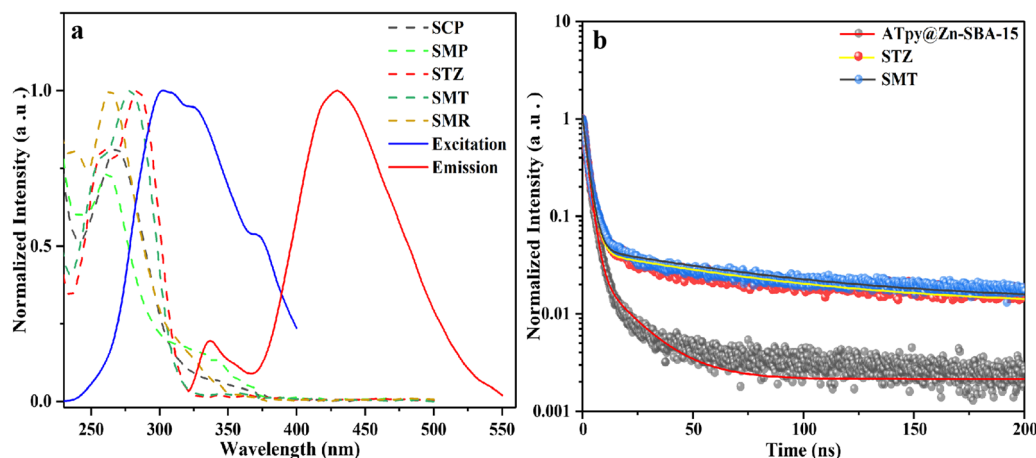 a
SCP
SMP
STZ
SMT
SMR
Excitation
Emission
1.0
0.5
0.0
250 300 350 400 450 500 550
Wavelength (nm)
Normalized Intensity (a .u.)
b
ATpy@Zn-SBA-15
STZ
SMT
10
1
0.1
0.01
0.001
0 50 100 150 200
Time (ns)
Normalized Intensity (a .u. .)